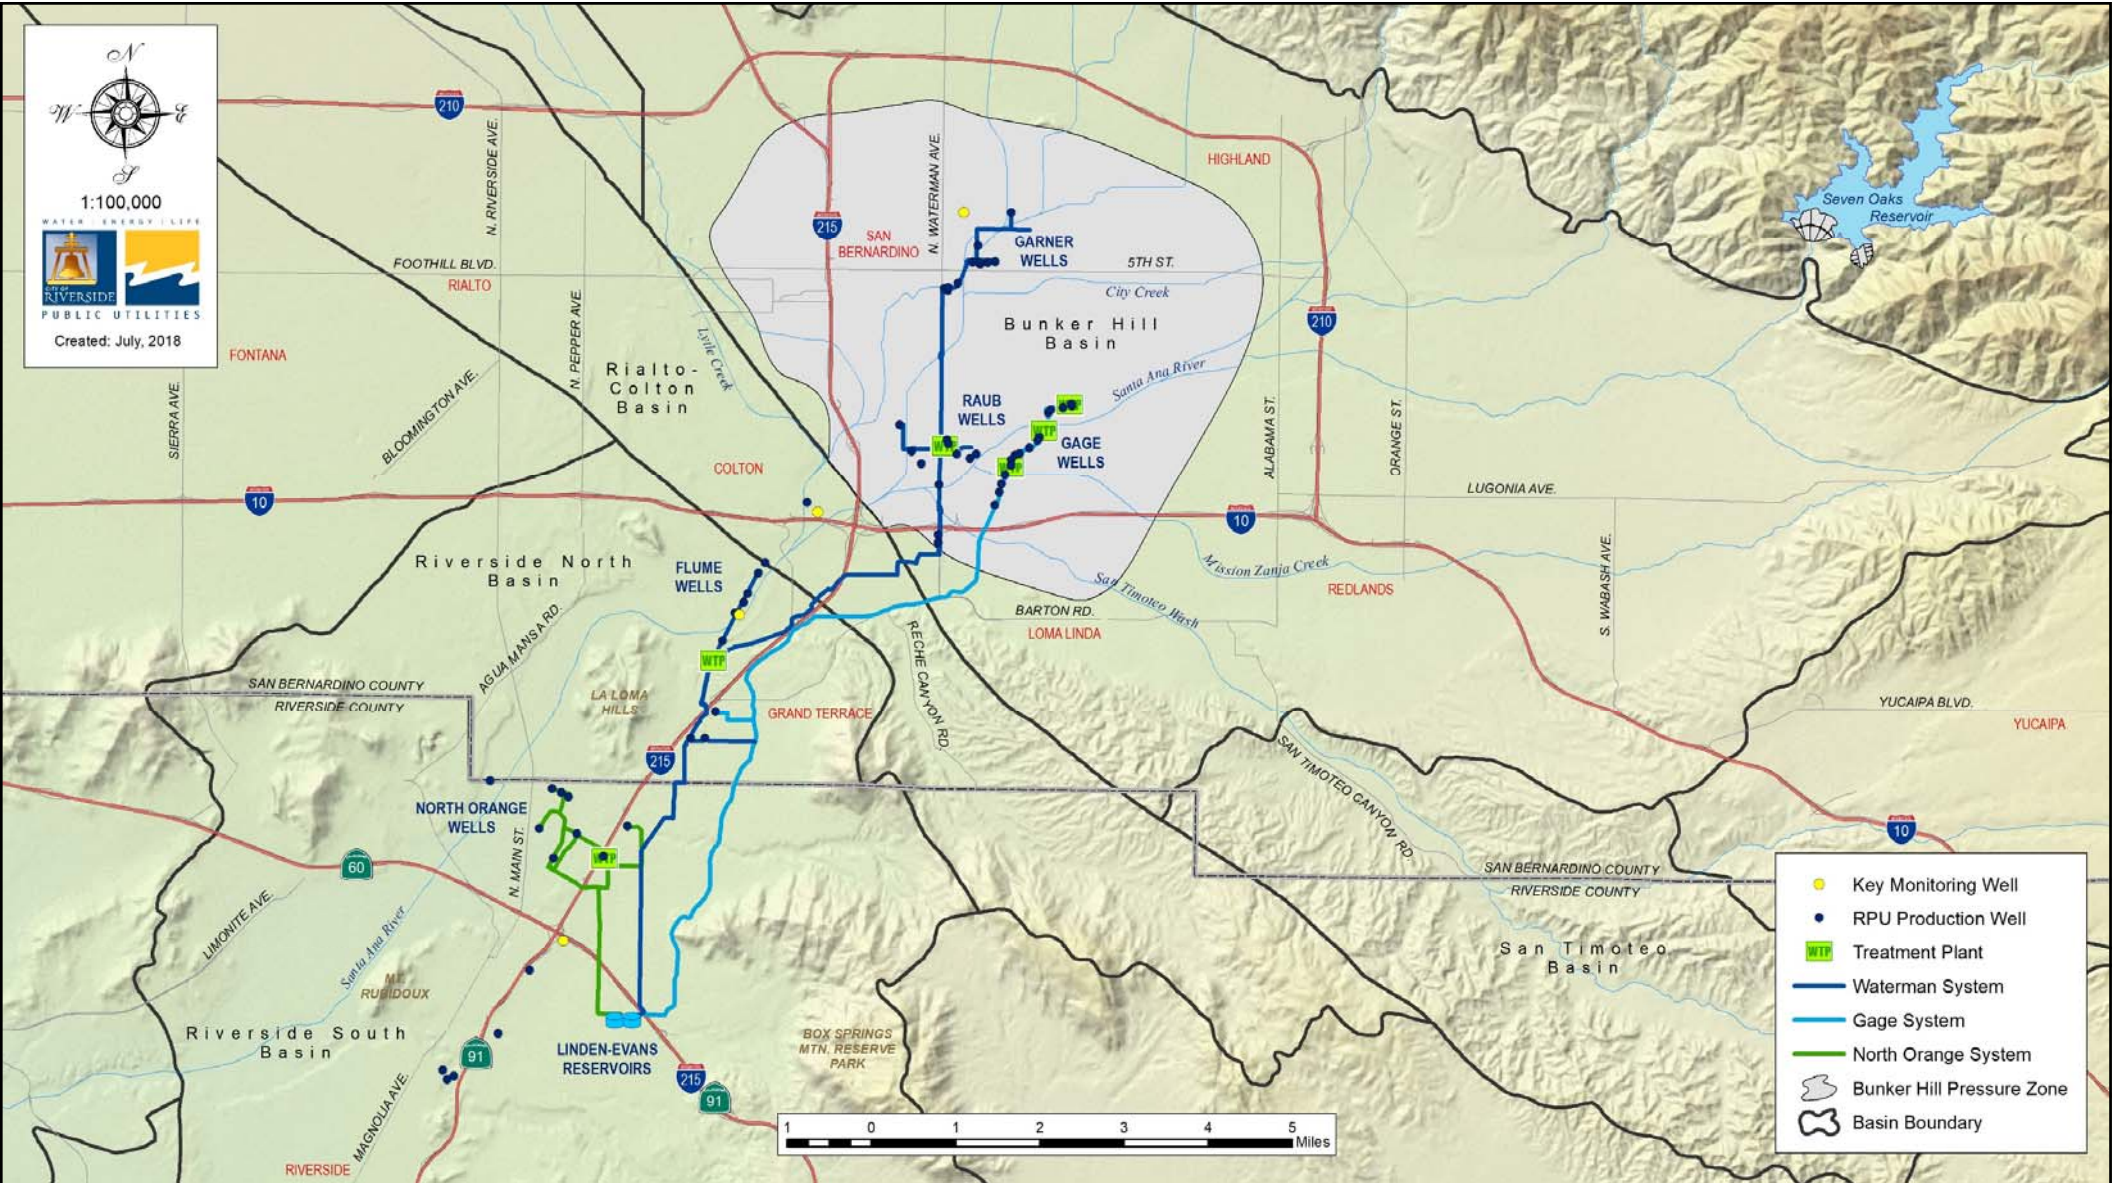 N
W
E
S
1:100,000
WATER | ENERGY | LIFE
CITY OF
RIVERSIDE
PUBLIC UTILITIES
Created: July, 2018
210
N. RIVERSIDE AVE.
N. WATERMAN AVE.
HIGHLAND
215
SAN
BERNARDINO
GARNER
WELLS
Seven Oaks
Reservoir
FOOTHILL BLVD.
RIALTO
5TH ST.
City Creek
N. PEPPER AVE.
Lytle Creek
Bunker Hill
Basin
210
FONTANA
SIERRA AVE.
BLOOMINGTON AVE.
Rialto-
Colton
Basin
Santa Ana River
RAUB
WELLS
WTP
WTP
WTP
WTP
GAGE
WELLS
ALABAMA ST.
ORANGE ST.
COLTON
10
10
LUGONIA AVE.
Riverside North
Basin
FLUME
WELLS
Mission Zanja Creek
San Timoteo Wash
REDLANDS
S. WABASH AVE.
BARTON RD.
LOMA LINDA
AGUA MANSA RD.
RECHE CANYON RD.
WTP
SAN BERNARDINO COUNTY
RIVERSIDE COUNTY
LA LOMA
HILLS
GRAND TERRACE
YUCAIPA BLVD.
YUCAIPA
215
SAN TIMOTEO CANYON RD.
NORTH ORANGE
WELLS
N. MAIN ST.
WTP
60
10
SAN BERNARDINO COUNTY
RIVERSIDE COUNTY
LIMONITE AVE.
Santa Ana River
MT.
RUBIDOUX
San Timoteo
Basin
Riverside South
Basin
91
MAGNOLIA AVE.
LINDEN-EVANS
RESERVOIRS
BOX SPRINGS
MTN. RESERVE
PARK
215
91
RIVERSIDE
1 0 1 2 3 4 5
Miles
Key Monitoring Well
RPU Production Well
WTP Treatment Plant
Waterman System
Gage System
North Orange System
Bunker Hill Pressure Zone
Basin Boundary